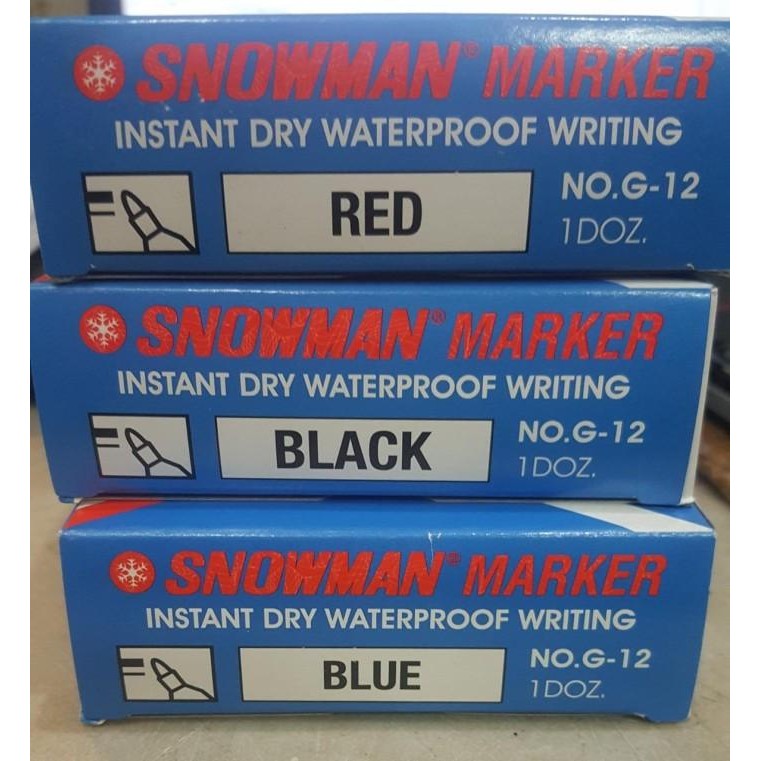 SNOWMAN® MARKER
INSTANT DRY WATERPROOF WRITING
RED
NO.G-12
1DOZ.
SNOWMAN® MARKER
INSTANT DRY WATERPROOF WRITING
BLACK
NO.G-12
1DOZ.
SNOWMAN® MARKER
INSTANT DRY WATERPROOF WRITING
BLUE
NO.G-12
1DOZ.